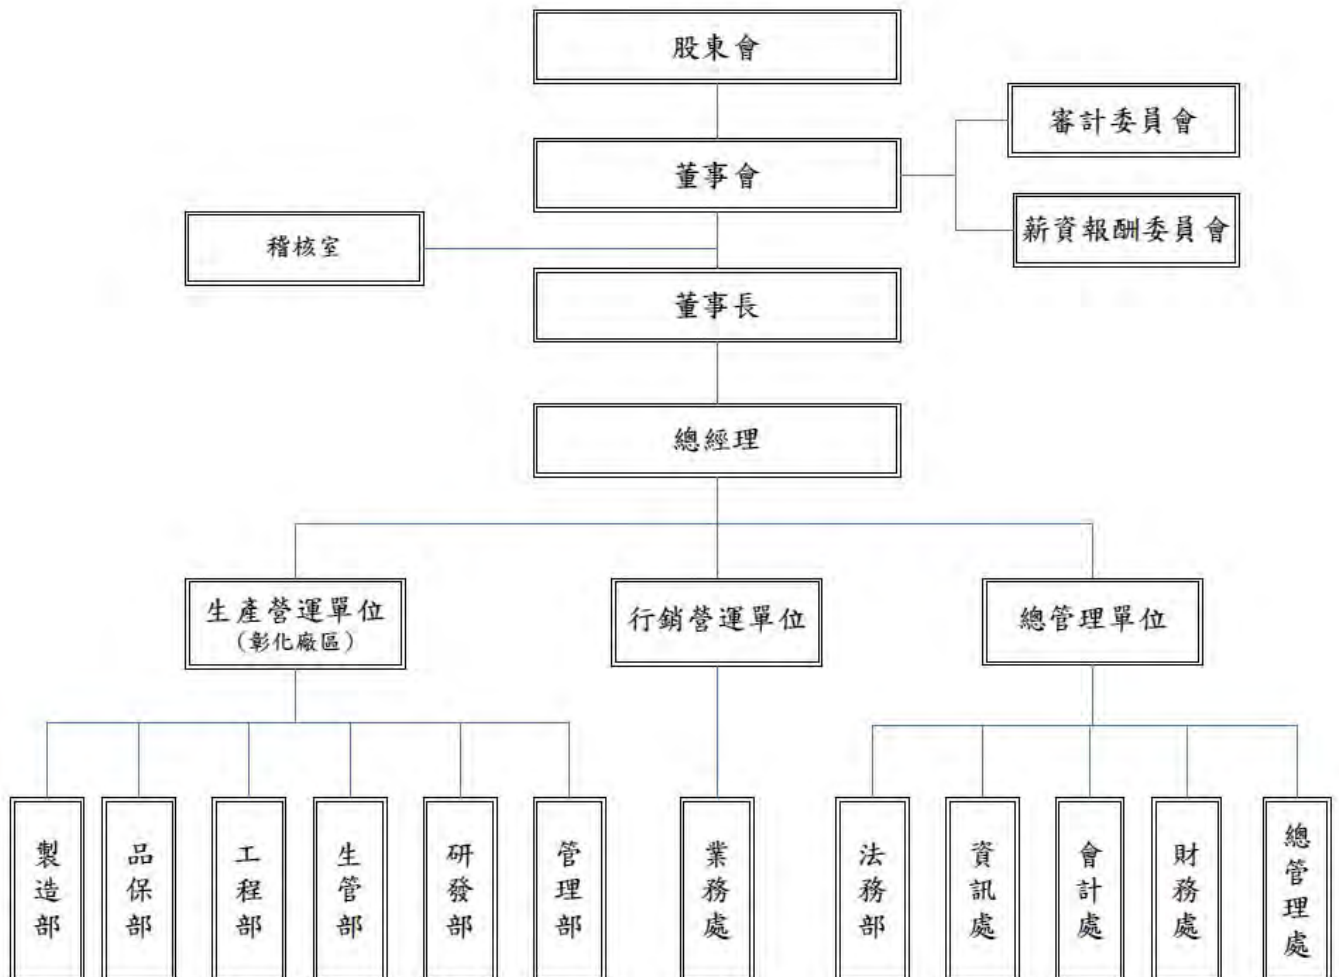 股東會
審計委員會
董事會
薪資報酬委員會
稽核室
董事長
總經理
生產營運單位
(彰化廠區)
行銷營運單位
總管理單位
製造部
品保部
工程部
生管部
研發部
管理部
業務處
法務部
資訊處
會計處
財務處
總管理處